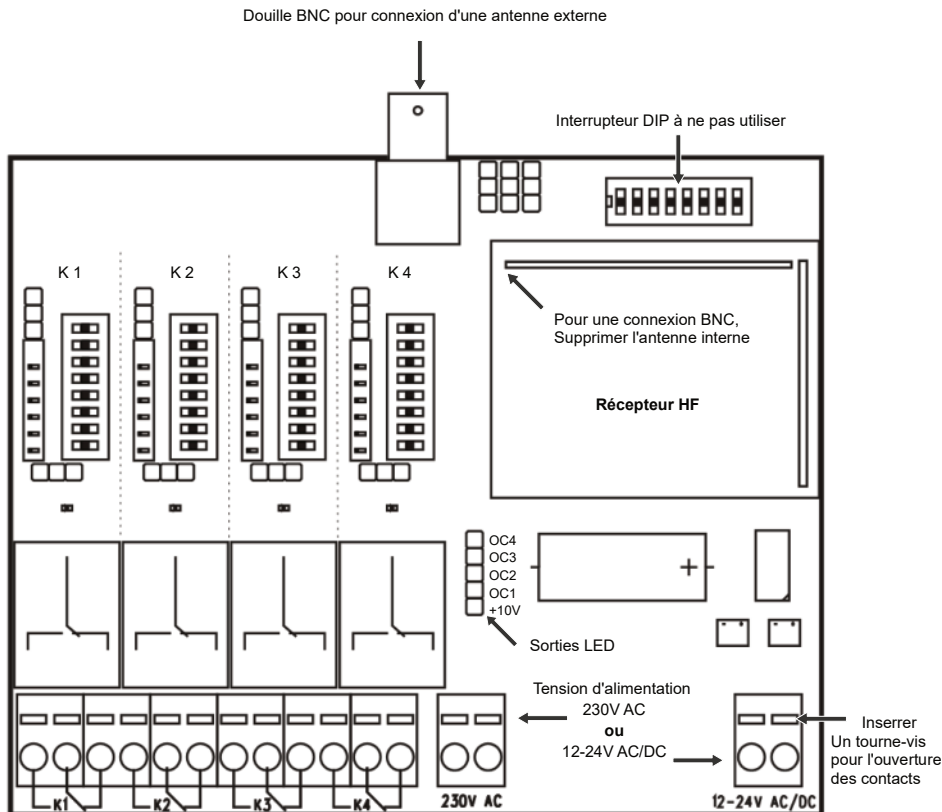 Douille BNC pour connexion d'une antenne externe
Interrupteur DIP à ne pas utiliser
K 1
K 2
K 3
K 4
Pour une connexion BNC,
Supprimer l'antenne interne
Récepteur HF
OC4
OC3
OC2
OC1
+10V
+
Sorties LED
Tension d'alimentation
230V AC
ou
12-24V AC/DC
Inserrer
Un tourne-vis
pour l'ouverture
des contacts
K1
K2
K3
K4
230V AC
12-24V AC/DC